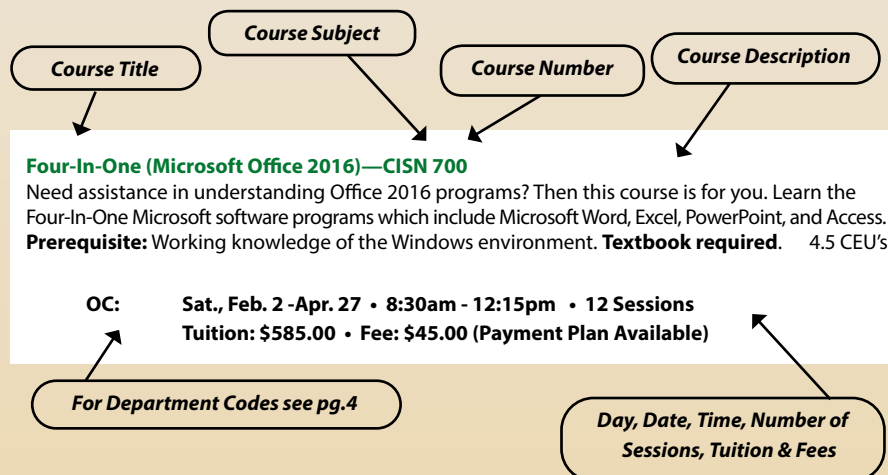 Course Subject
Course Title
Course Number
Course Description
Four-In-One (Microsoft Office 2016)—CISN 700
Need assistance in understanding Office 2016 programs? Then this course is for you. Learn the
Four-In-One Microsoft software programs which include Microsoft Word, Excel, PowerPoint, and Access.
Prerequisite: Working knowledge of the Windows environment. Textbook required. 4.5 CEU's
OC: Sat., Feb. 2 -Apr. 27 • 8:30am - 12:15pm • 12 Sessions
Tuition: $585.00 • Fee: $45.00 (Payment Plan Available)
For Department Codes see pg.4
Day, Date, Time, Number of
Sessions, Tuition & Fees